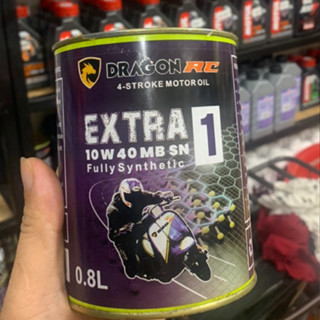 DRAGON RC
4-STROKE MOTOR OIL
EXTRA 1
10W40 MB SN
Fully Synthetic
0.8L